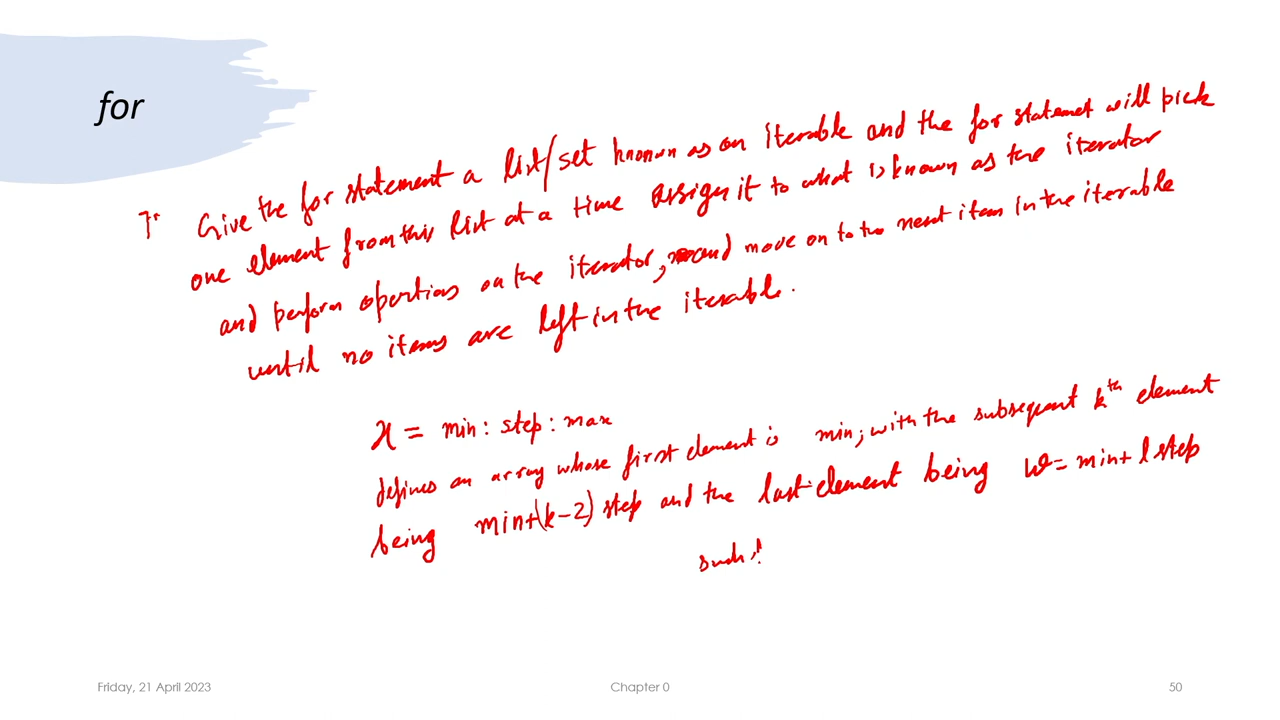 for
Give the for statement a list/set known as an iterable and the for statement will pick
one element from this list at a time assign it to what is known as the iterator
and perform opertions on the iterator, and move on to the next item in the iterable
until no items are left in the iterable.
x = min : step : max
defines an array whose first element is min, with the subsequent kth element
being min+(k-2) step and the last element being w = min + l step
such
Friday, 21 April 2023 Chapter 0 50